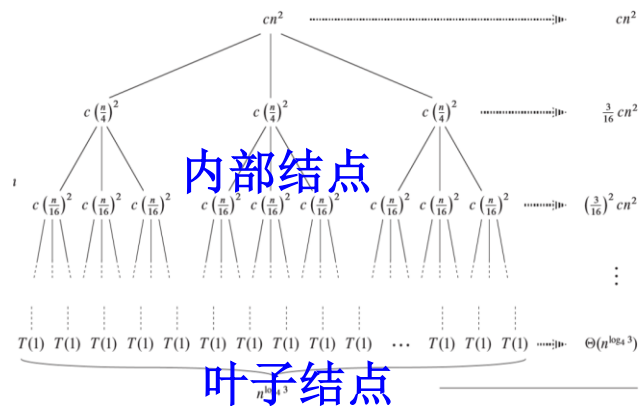 cn² cn²
c(n/4)² c(n/4)² c(n/4)² 3/16 cn²
内部结点
c(n/16)² c(n/16)² c(n/16)² c(n/16)² c(n/16)² c(n/16)² c(n/16)² c(n/16)² c(n/16)² (3/16)² cn²
⋮
T(1) T(1) T(1) T(1) T(1) T(1) T(1) T(1) T(1) T(1) ⋯ T(1) T(1) T(1) Θ(n^{log₄ 3})
叶子结点
n^{log₄ 3}